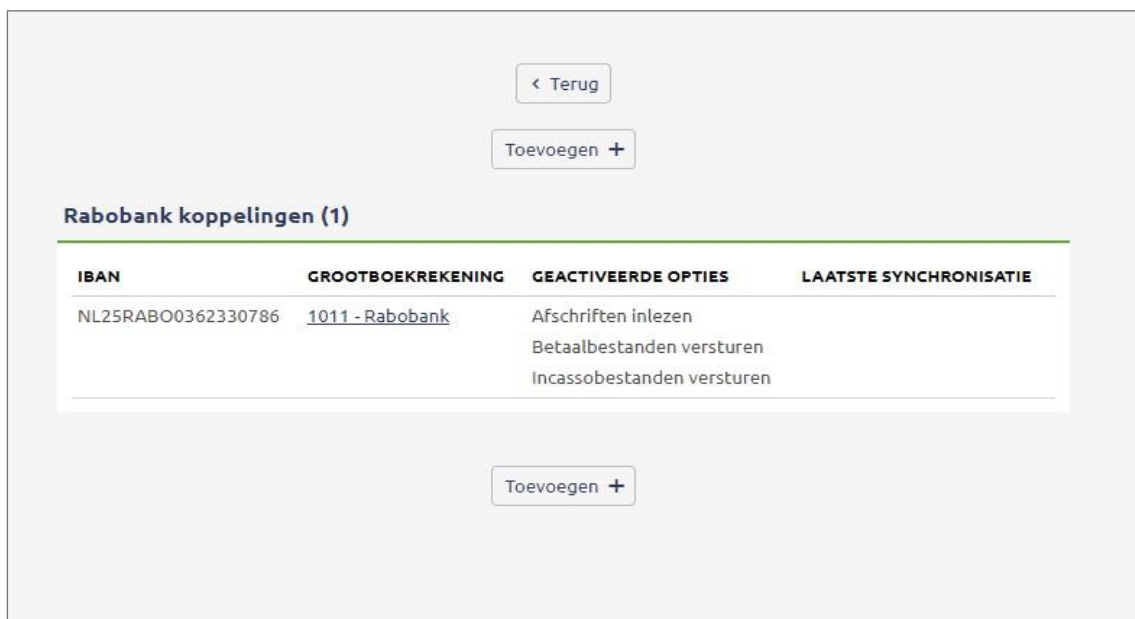 < Terug
Toevoegen +
Rabobank koppelingen (1)
IBAN GROOTBOEKREKENING GEACTIVEERDE OPTIES LAATSTE SYNCHRONISATIE
NL25RABO0362330786 1011 - Rabobank Afschriften inlezen
Betaalbestanden versturen
Incassobestanden versturen
Toevoegen +